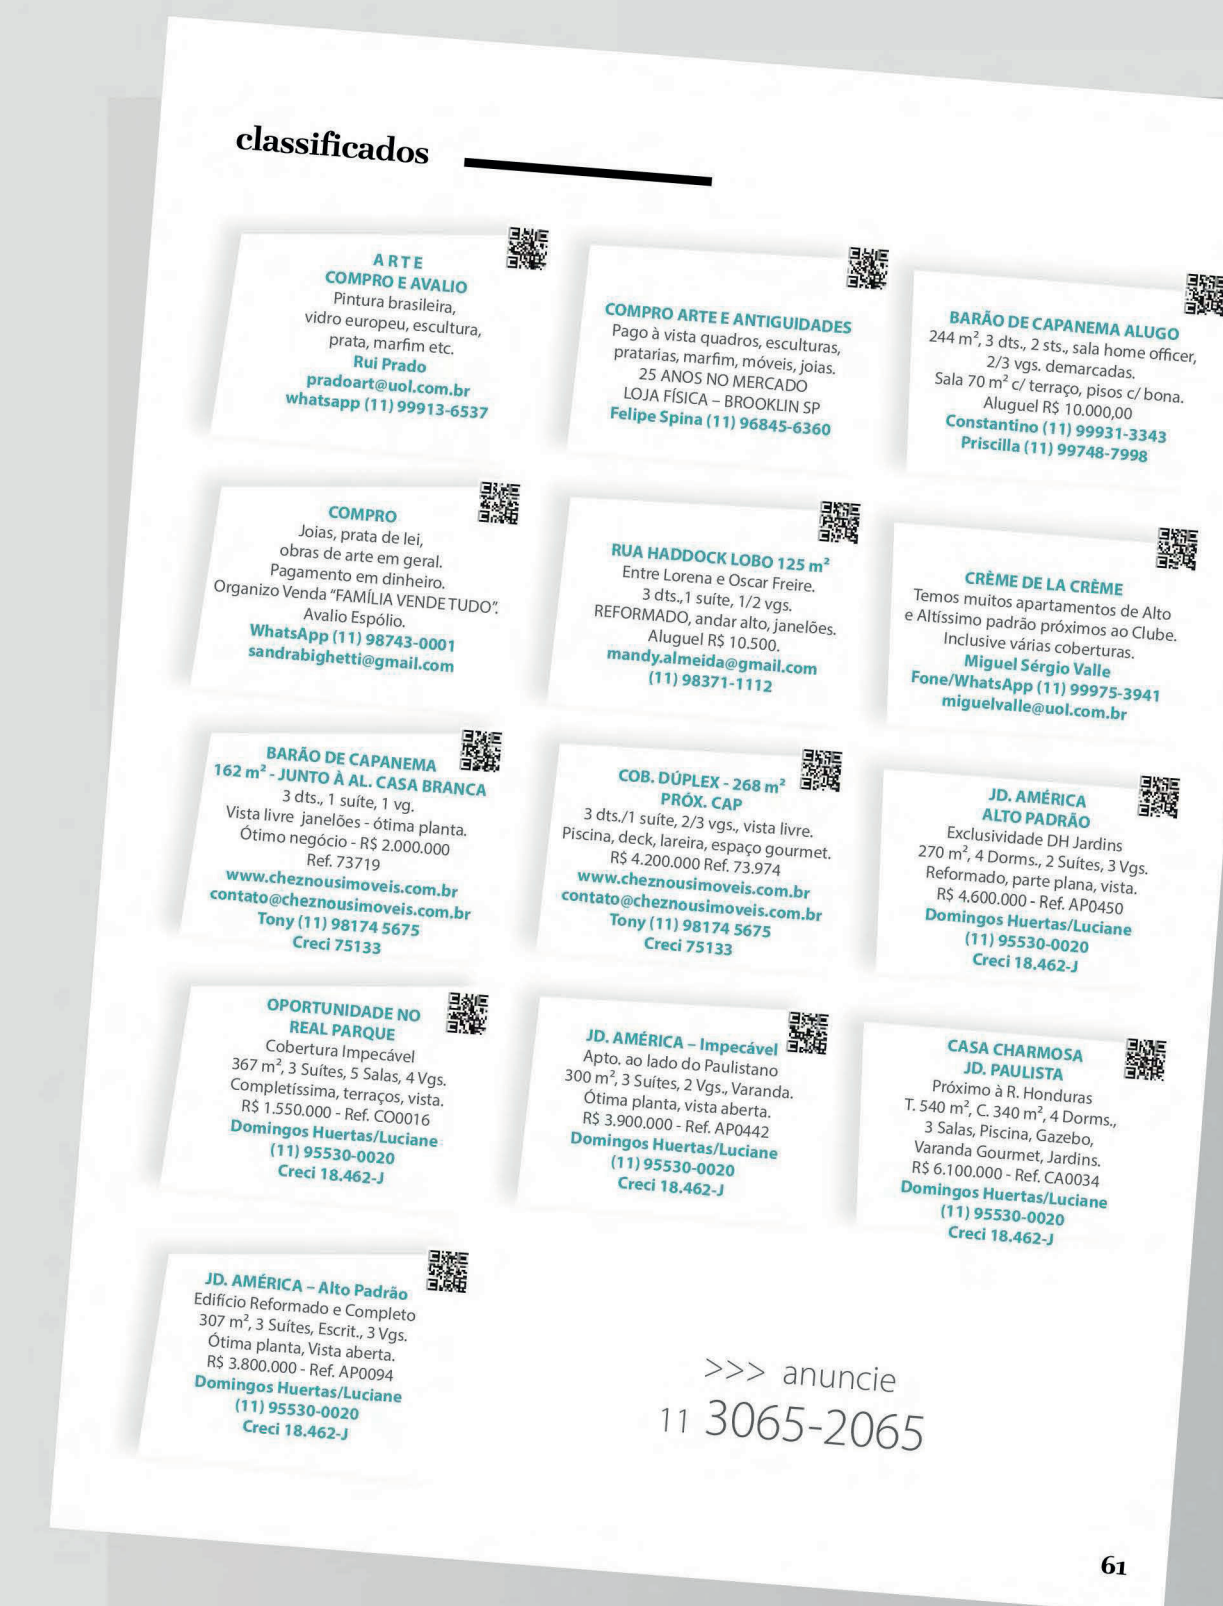 classificados
ARTE
COMPRO E AVALIO
Pintura brasileira,
vidro europeu, escultura,
prata, marfim etc.
Rui Prado
pradoart@uol.com.br
whatsapp (11) 99913-6537
COMPRO ARTE E ANTIGUIDADES
Pago à vista quadros, esculturas,
pratarias, marfim, móveis, joias.
25 ANOS NO MERCADO
LOJA FÍSICA – BROOKLIN SP
Felipe Spina (11) 96845-6360
BARÃO DE CAPANEMA ALUGO
244 m², 3 dts., 2 sts., sala home officer,
2/3 vgs. demarcadas.
Sala 70 m² c/ terraço, pisos c/ bona.
Aluguel R$ 10.000,00
Constantino (11) 99931-3343
Priscilla (11) 99748-7998
COMPRO
Joias, prata de lei,
obras de arte em geral.
Pagamento em dinheiro.
Organizo Venda “FAMÍLIA VENDE TUDO”.
Avalio Espólio.
WhatsApp (11) 98743-0001
sandrabighetti@gmail.com
RUA HADDOCK LOBO 125 m²
Entre Lorena e Oscar Freire.
3 dts.,1 suíte, 1/2 vgs.
REFORMADO, andar alto, janelões.
Aluguel R$ 10.500.
mandy.almeida@gmail.com
(11) 98371-1112
CRÈME DE LA CRÈME
Temos muitos apartamentos de Alto
e Altíssimo padrão próximos ao Clube.
Inclusive várias coberturas.
Miguel Sérgio Valle
Fone/WhatsApp (11) 99975-3941
miguelvalle@uol.com.br
BARÃO DE CAPANEMA
162 m² - JUNTO À AL. CASA BRANCA
3 dts., 1 suíte, 1 vg.
Vista livre janelões - ótima planta.
Ótimo negócio - R$ 2.000.000
Ref. 73719
www.cheznousimoveis.com.br
contato@cheznousimoveis.com.br
Tony (11) 98174 5675
Creci 75133
COB. DÚPLEX - 268 m²
PRÓX. CAP
3 dts./1 suíte, 2/3 vgs., vista livre.
Piscina, deck, lareira, espaço gourmet.
R$ 4.200.000 Ref. 73.974
www.cheznousimoveis.com.br
contato@cheznousimoveis.com.br
Tony (11) 98174 5675
Creci 75133
JD. AMÉRICA
ALTO PADRÃO
Exclusividade DH Jardins
270 m², 4 Dorms., 2 Suítes, 3 Vgs.
Reformado, parte plana, vista.
R$ 4.600.000 - Ref. AP0450
Domingos Huertas/Luciane
(11) 95530-0020
Creci 18.462-J
OPORTUNIDADE NO
REAL PARQUE
Cobertura Impecável
367 m², 3 Suítes, 5 Salas, 4 Vgs.
Completíssima, terraços, vista.
R$ 1.550.000 - Ref. CO0016
Domingos Huertas/Luciane
(11) 95530-0020
Creci 18.462-J
JD. AMÉRICA – Impecável
Apto. ao lado do Paulistano
300 m², 3 Suítes, 2 Vgs., Varanda.
Ótima planta, vista aberta.
R$ 3.900.000 - Ref. AP0442
Domingos Huertas/Luciane
(11) 95530-0020
Creci 18.462-J
CASA CHARMOSA
JD. PAULISTA
Próximo à R. Honduras
T. 540 m², C. 340 m², 4 Dorms.,
3 Salas, Piscina, Gazebo,
Varanda Gourmet, Jardins.
R$ 6.100.000 - Ref. CA0034
Domingos Huertas/Luciane
(11) 95530-0020
Creci 18.462-J
JD. AMÉRICA – Alto Padrão
Edifício Reformado e Completo
307 m², 3 Suítes, Escrit., 3 Vgs.
Ótima planta, Vista aberta.
R$ 3.800.000 - Ref. AP0094
Domingos Huertas/Luciane
(11) 95530-0020
Creci 18.462-J
>>> anuncie
11 3065-2065
61